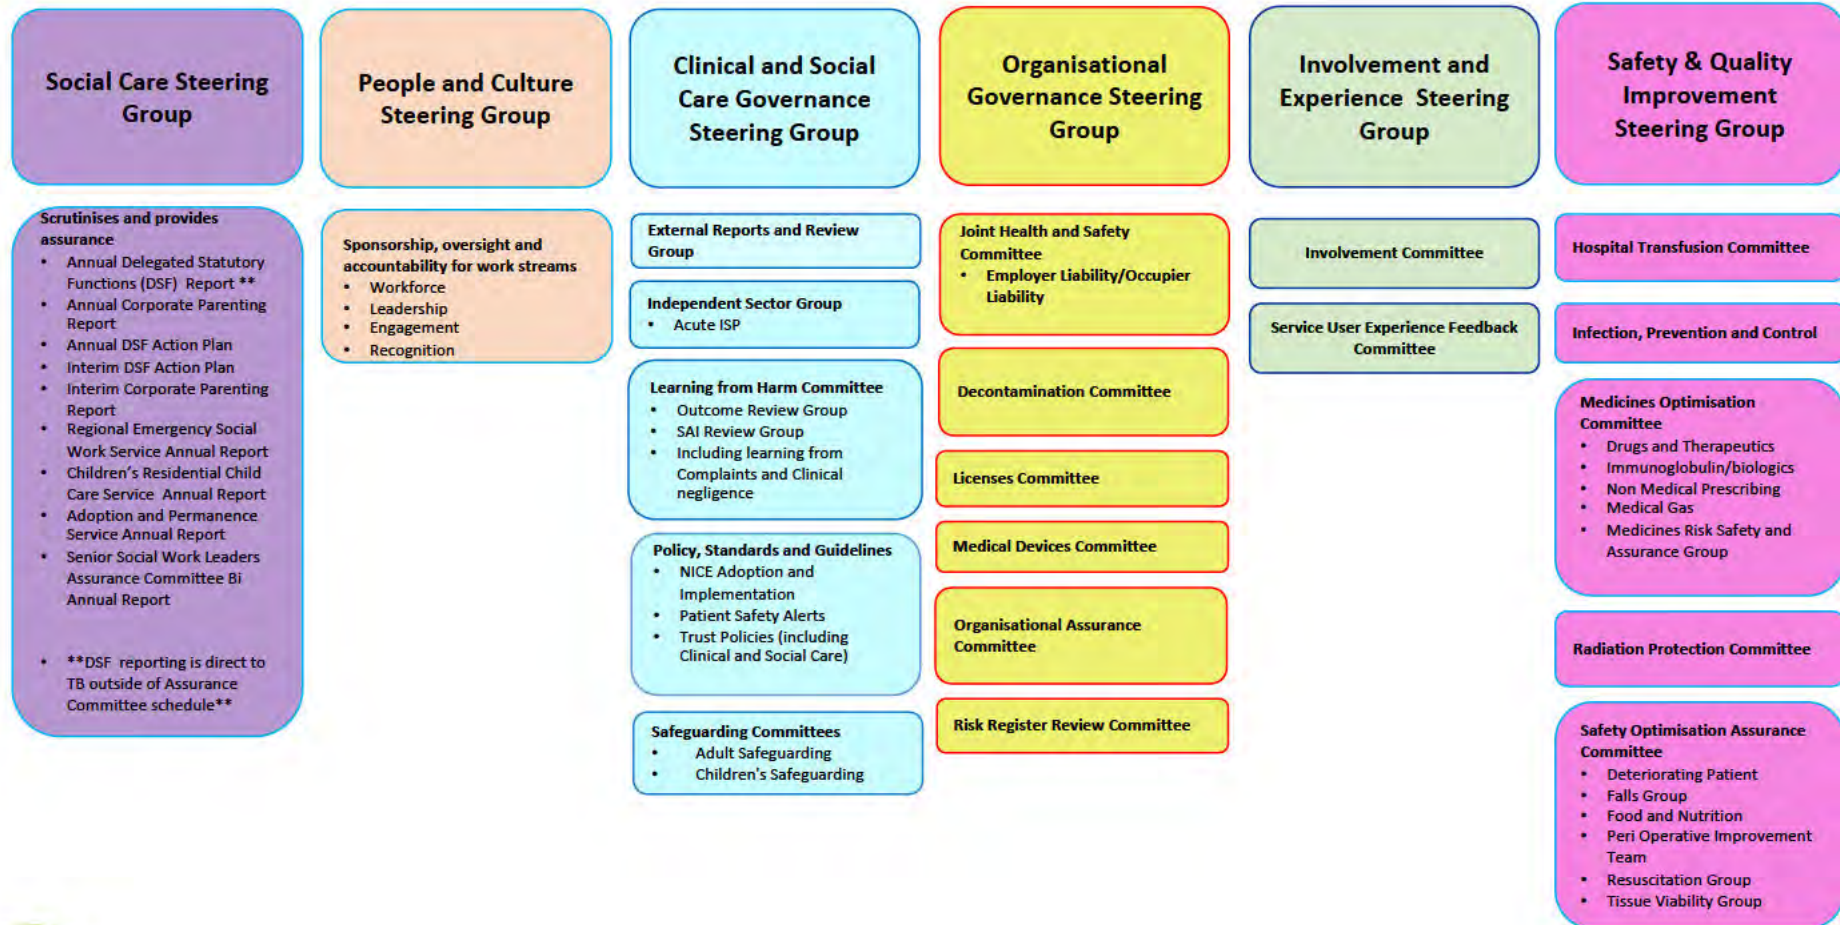 Social Care Steering
Group
Scrutinises and provides
assurance
• Annual Delegated Statutory
Functions (DSF) Report **
• Annual Corporate Parenting
Report
• Annual DSF Action Plan
• Interim DSF Action Plan
• Interim Corporate Parenting
Report
• Regional Emergency Social
Work Service Annual Report
• Children's Residential Child
Care Service Annual Report
• Adoption and Permanence
Service Annual Report
• Senior Social Work Leaders
Assurance Committee Bi
Annual Report
• **DSF reporting is direct to
TB outside of Assurance
Committee schedule**
People and Culture
Steering Group
Sponsorship, oversight and
accountability for work streams
• Workforce
• Leadership
• Engagement
• Recognition
Clinical and Social
Care Governance
Steering Group
External Reports and Review
Group
Independent Sector Group
• Acute ISP
Learning from Harm Committee
• Outcome Review Group
• SAI Review Group
• Including learning from
Complaints and Clinical
negligence
Policy, Standards and Guidelines
• NICE Adoption and
Implementation
• Patient Safety Alerts
• Trust Policies (including
Clinical and Social Care)
Safeguarding Committees
• Adult Safeguarding
• Children's Safeguarding
Organisational
Governance Steering
Group
Joint Health and Safety
Committee
• Employer Liability/Occupier
Liability
Decontamination Committee
Licenses Committee
Medical Devices Committee
Organisational Assurance
Committee
Risk Register Review Committee
Involvement and
Experience Steering
Group
Involvement Committee
Service User Experience Feedback
Committee
Safety & Quality
Improvement
Steering Group
Hospital Transfusion Committee
Infection, Prevention and Control
Medicines Optimisation
Committee
• Drugs and Therapeutics
• Immunoglobulin/biologics
• Non Medical Prescribing
• Medical Gas
• Medicines Risk Safety and
Assurance Group
Radiation Protection Committee
Safety Optimisation Assurance
Committee
• Deteriorating Patient
• Falls Group
• Food and Nutrition
• Peri Operative Improvement
Team
• Resuscitation Group
• Tissue Viability Group